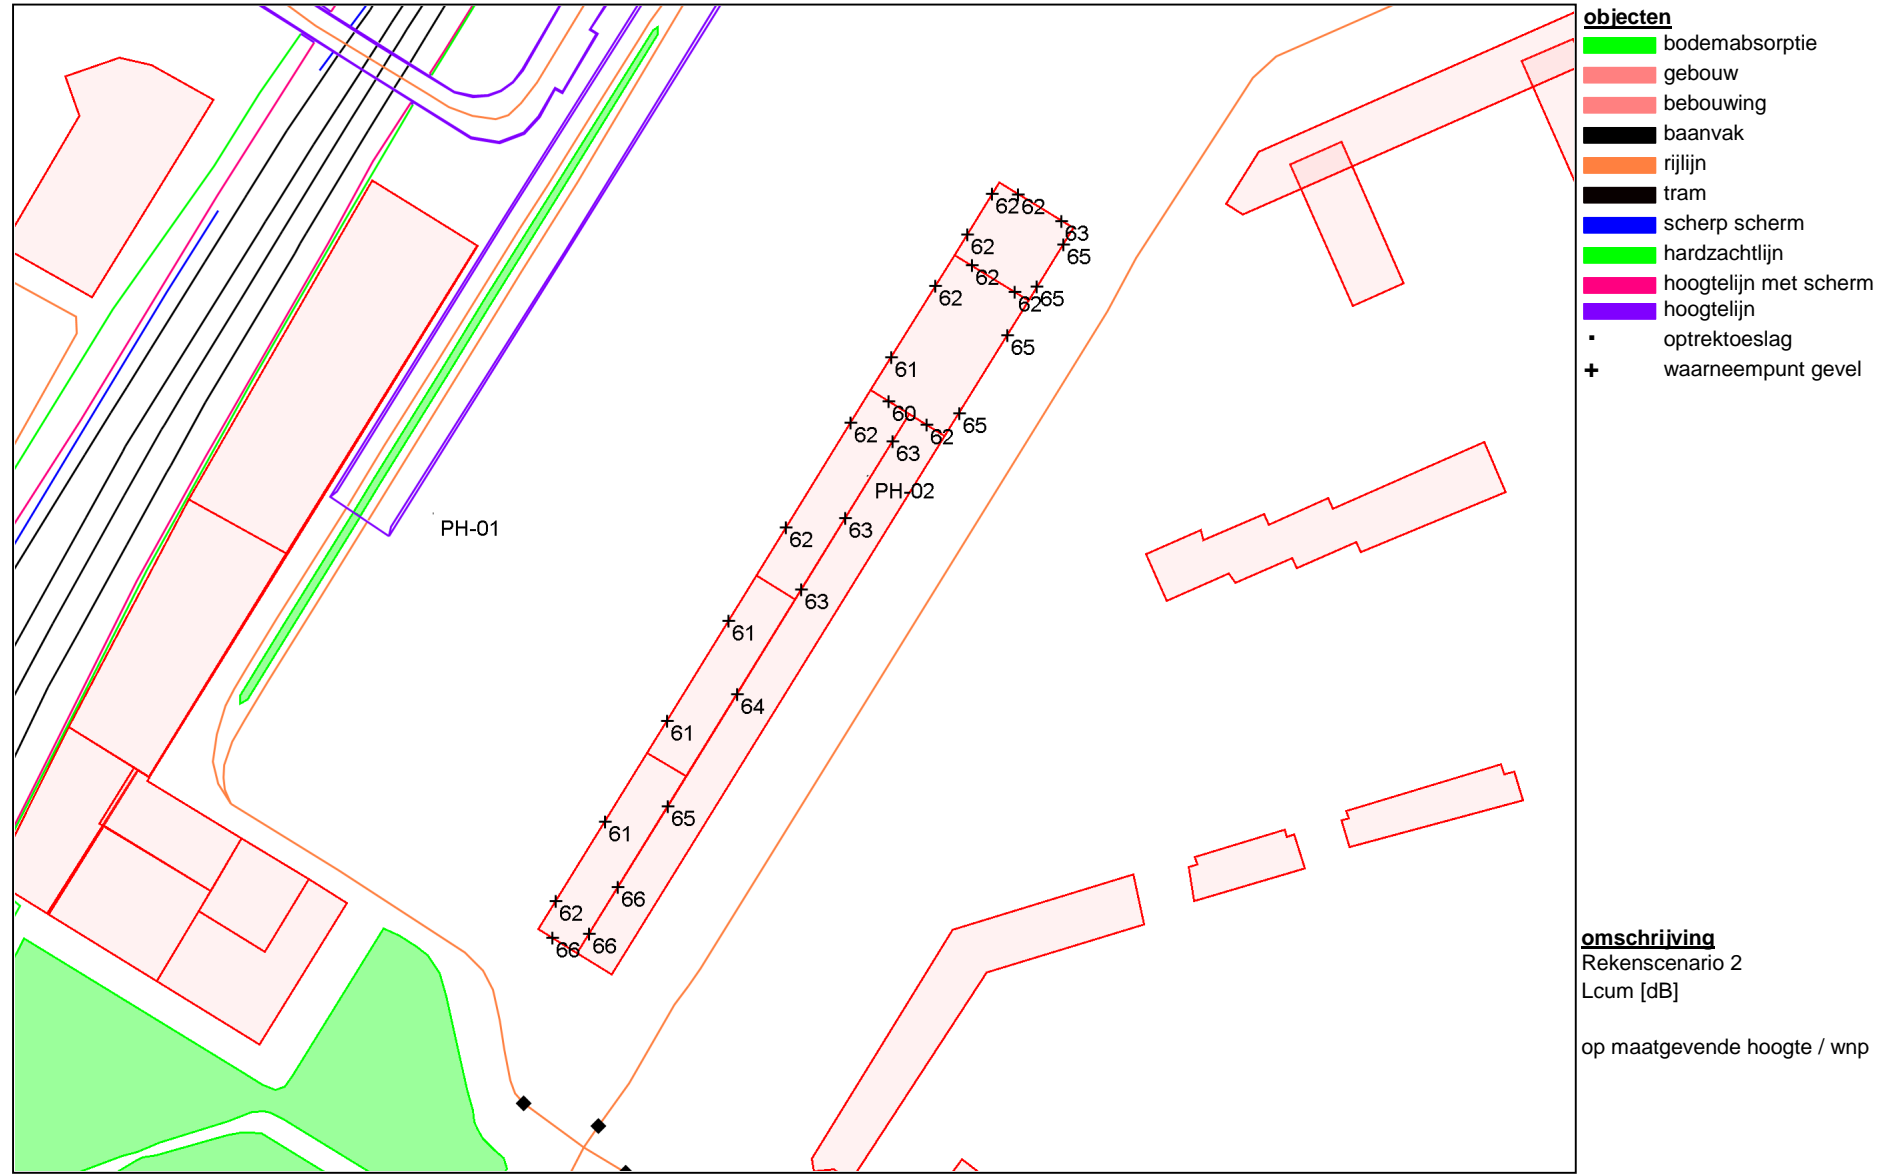 objecten
bodemabsorptie
gebouw
bebouwing
baanvak
rijlijn
tram
scherp scherm
hardzachtlijn
hoogtelijn met scherm
hoogtelijn
optrektoeslag
waarneempunt gevel
62 62
63
62 65
62
62 62 65
65
61
60
62 62 65
63
PH-02
PH-01
62 63
63
61
64
61
65
61
66
62
66 66
omschrijving
Rekenscenario 2
Lcum [dB]
op maatgevende hoogte / wnp